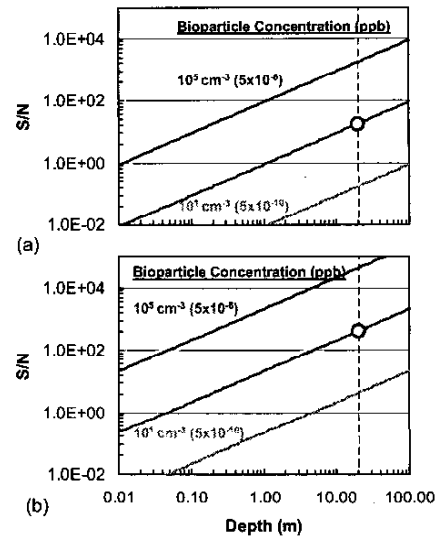 1.0E+04
1.0E+02
1.0E+00
1.0E-02
S/N
Bioparticle Concentration (ppb)
10⁵ cm⁻³ (5x10⁻⁶)
10¹ cm⁻³ (5x10⁻¹⁰)
(a)
1.0E+04
1.0E+02
1.0E+00
1.0E-02
S/N
Bioparticle Concentration (ppb)
10⁵ cm⁻³ (5x10⁻⁶)
10¹ cm⁻³ (5x10⁻¹⁰)
(b)
0.01 0.10 1.00 10.00 100.00
Depth (m)